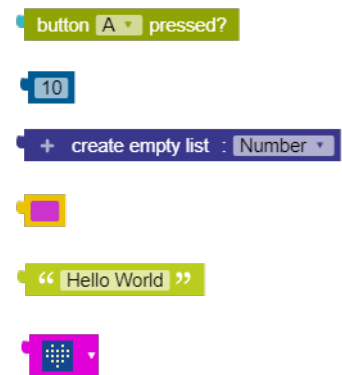 button A pressed?
10
+ create empty list : Number
“ Hello World ”